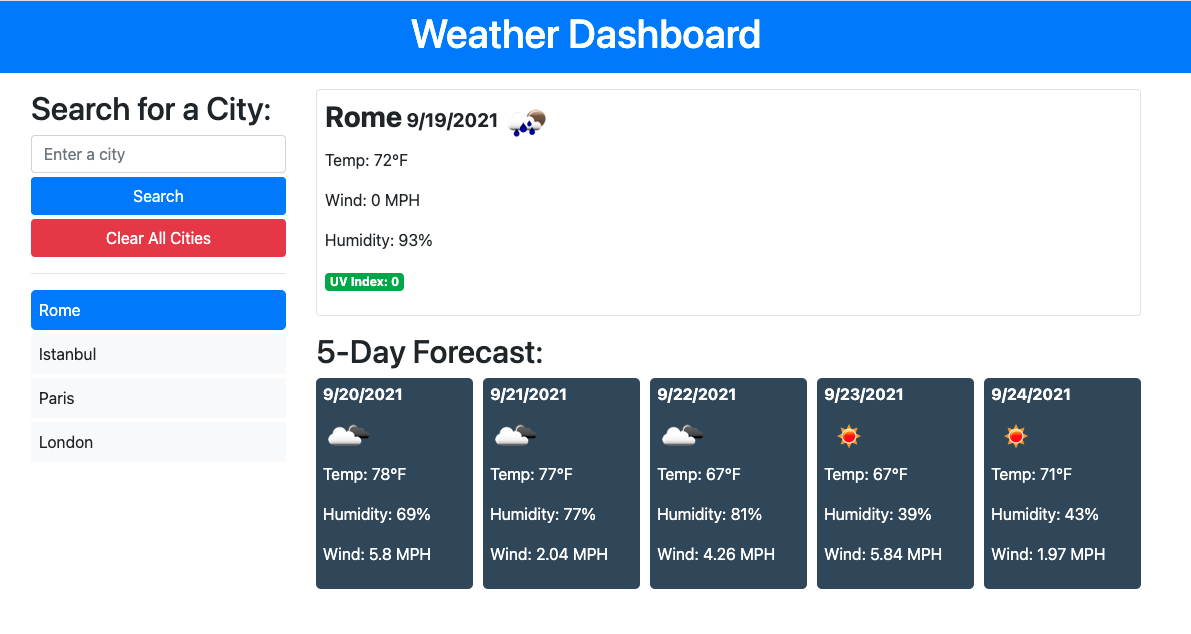 Weather Dashboard
Search for a City:
Enter a city
Search
Clear All Cities
Rome
Istanbul
Paris
London
Rome 9/19/2021
Temp: 72°F
Wind: 0 MPH
Humidity: 93%
UV Index: 0
5-Day Forecast:
9/20/2021
Temp: 78°F
Humidity: 69%
Wind: 5.8 MPH
9/21/2021
Temp: 77°F
Humidity: 77%
Wind: 2.04 MPH
9/22/2021
Temp: 67°F
Humidity: 81%
Wind: 4.26 MPH
9/23/2021
Temp: 67°F
Humidity: 39%
Wind: 5.84 MPH
9/24/2021
Temp: 71°F
Humidity: 43%
Wind: 1.97 MPH